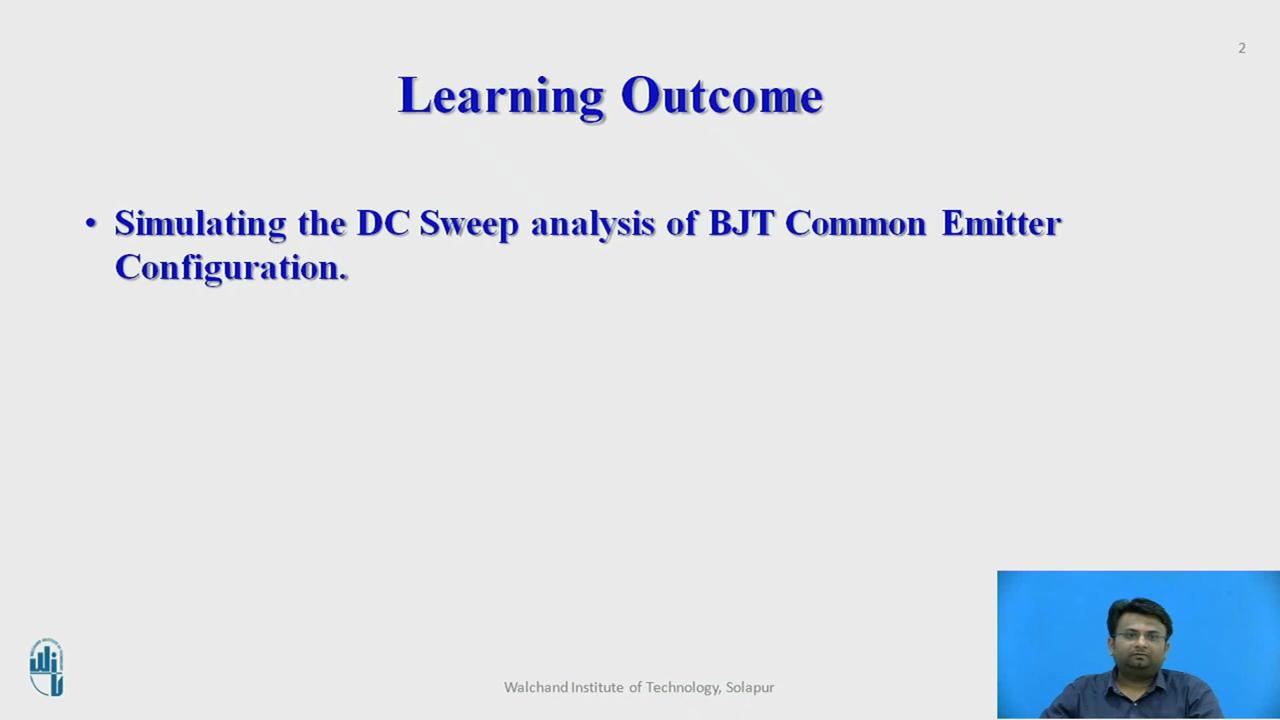 2
Learning Outcome
• Simulating the DC Sweep analysis of BJT Common Emitter
Configuration.
Walchand Institute of Technology, Solapur